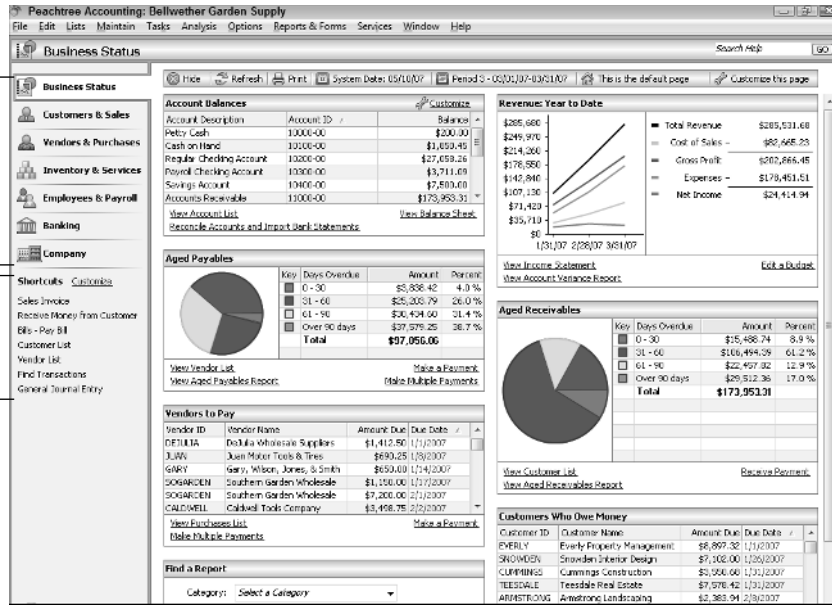 Peachtree Accounting: Bellwether Garden Supply
File Edit Lists Maintain Tasks Analysis Options Reports & Forms Services Window Help
Business Status
Search Help GO
Hide Refresh Print System Date: 05/10/07 Period 3 - 03/01/07-03/31/07 This is the default page Customize this page
Business Status
Customers & Sales
Vendors & Purchases
Inventory & Services
Employees & Payroll
Banking
Company
Shortcuts Customize
Sales Invoice
Receive Money from Customer
Bills - Pay Bill
Customer List
Vendor List
Find Transactions
General Journal Entry
Account Balances Customize
Account Description Account ID / Balance
Petty Cash 10000-00 $200.00
Cash on Hand 10100-00 $1,850.45
Regular Checking Account 10200-00 $27,058.26
Payroll Checking Account 10300-00 $3,711.09
Savings Account 10400-00 $7,500.00
Accounts Receivable 11000-00 $173,953.31
View Account List View Balance Sheet
Reconcile Accounts and Import Bank Statements
Aged Payables
Key Days Overdue Amount Percent
0 - 30 $3,838.42 4.0 %
31 - 60 $25,203.79 26.0 %
61 - 90 $30,434.60 31.4 %
Over 90 days $37,579.25 38.7 %
Total $97,056.06
View Vendor List Make a Payment
View Aged Payables Report Make Multiple Payments
Vendors to Pay
Vendor ID Vendor Name Amount Due Due Date /
DEJULIA DeJulia Wholesale Suppliers $1,412.50 1/1/2007
JUAN Juan Motor Tools & Tires $690.25 1/8/2007
GARY Gary, Wilson, Jones, & Smith $650.00 1/14/2007
SOGARDEN Southern Garden Wholesale $1,150.00 1/17/2007
SOGARDEN Southern Garden Wholesale $7,200.00 2/1/2007
CALDWELL Caldwell Tools Company $3,498.75 2/2/2007
View Purchases List Make a Payment
Make Multiple Payments
Find a Report
Category: Select a Category
Revenue: Year to Date
$285,680
$249,970
$214,260
$178,550
$142,840
$107,130
$71,420
$35,710
$0
1/31/07 2/28/07 3/31/07
Total Revenue $285,531.68
Cost of Sales - $82,665.23
Gross Profit $202,866.45
Expenses - $178,451.51
Net Income $24,414.94
View Income Statement Edit a Budget
View Account Variance Report
Aged Receivables
Key Days Overdue Amount Percent
0 - 30 $15,488.74 8.9 %
31 - 60 $106,494.39 61.2 %
61 - 90 $22,457.82 12.9 %
Over 90 days $29,512.36 17.0 %
Total $173,953.31
View Customer List Receive Payment
View Aged Receivables Report
Customers Who Owe Money
Customer ID Customer Name Amount Due Due Date /
EVERLY Everly Property Management $8,897.32 1/1/2007
SNOWDEN Snowden Interior Design $7,102.00 1/26/2007
CUMMINGS Cummings Construction $3,550.68 1/31/2007
TEESDALE Teesdale Real Estate $7,578.42 1/31/2007
ARMSTRONG Armstrong Landscaping $2,383.94 2/8/2007